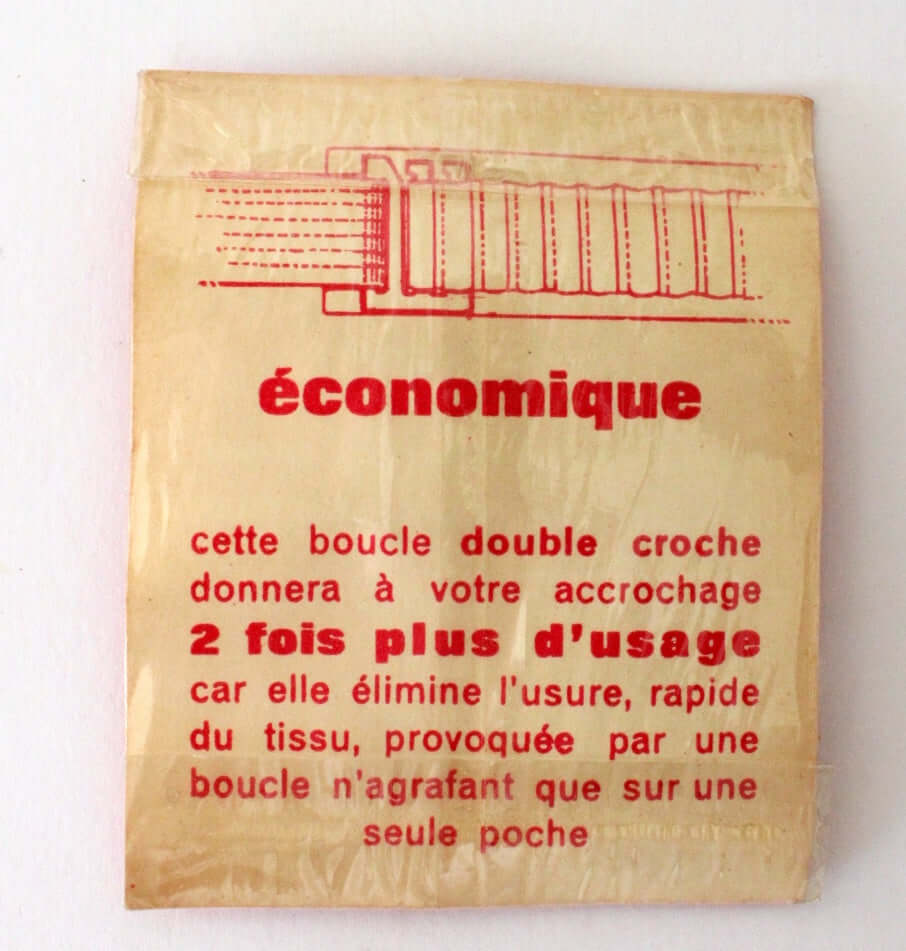 économique
cette boucle double croche
donnera à votre accrochage
2 fois plus d'usage
car elle élimine l'usure, rapide
du tissu, provoquée par une
boucle n'agrafant que sur une
seule poche